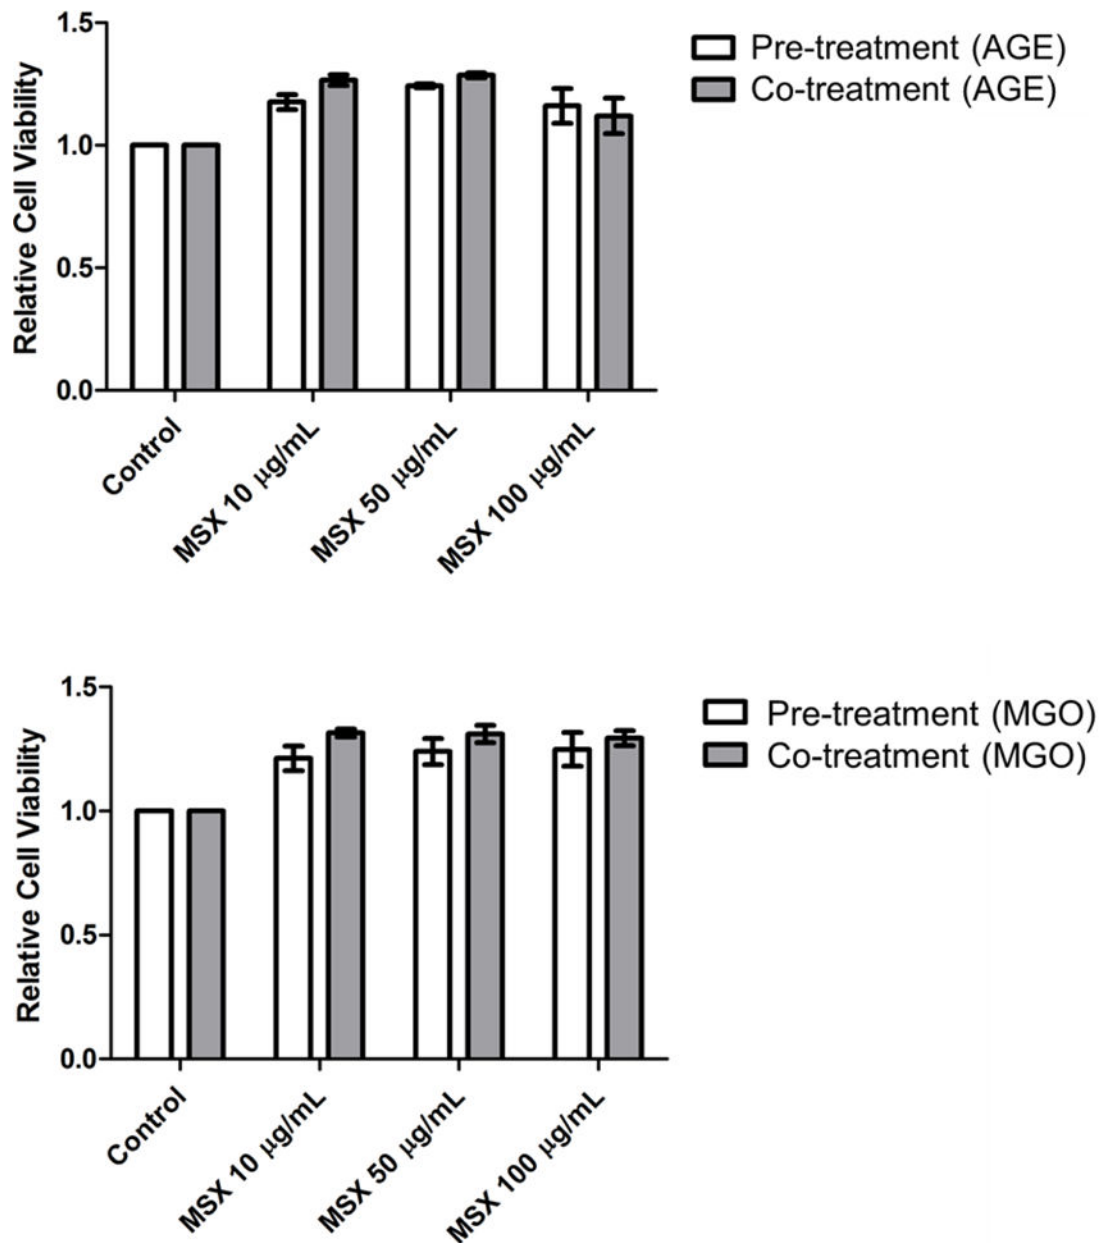 1.5
1.0
0.5
0.0
Relative Cell Viability
Pre-treatment (AGE)
Co-treatment (AGE)
Control
MSX 10 μg/mL
MSX 50 μg/mL
MSX 100 μg/mL
1.5
1.0
0.5
0.0
Relative Cell Viability
Pre-treatment (MGO)
Co-treatment (MGO)
Control
MSX 10 μg/mL
MSX 50 μg/mL
MSX 100 μg/mL